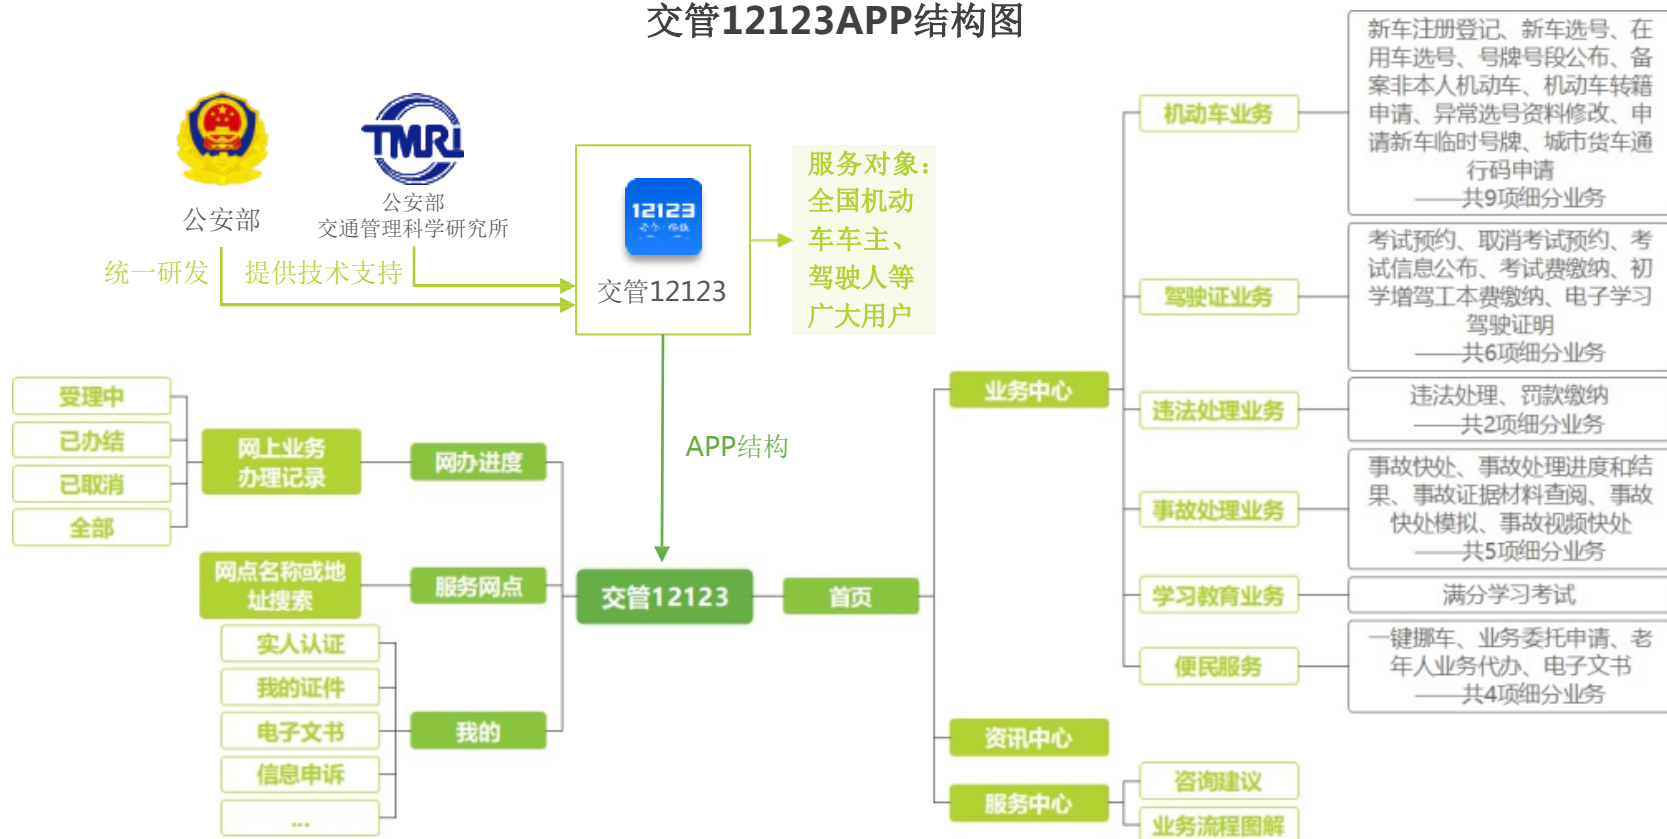 交管12123APP结构图
公安部
TMRI
公安部
交通管理科学研究所
统一研发
提供技术支持
12123
交管12123
服务对象：
全国机动
车车主、
驾驶人等
广大用户
APP结构
受理中
已办结
已取消
全部
网上业务
办理记录
网办进度
网点名称或地
址搜索
服务网点
实人认证
我的证件
电子文书
信息申诉
...
我的
交管12123
首页
业务中心
机动车业务
新车注册登记、新车选号、在
用车选号、号牌号段公布、备
案非本人机动车、机动车转籍
申请、异常选号资料修改、申
请新车临时号牌、城市货车通
行码申请
——共9项细分业务
驾驶证业务
考试预约、取消考试预约、考
试信息公布、考试费缴纳、初
学增驾工本费缴纳、电子学习
驾驶证明
——共6项细分业务
违法处理业务
违法处理、罚款缴纳
——共2项细分业务
事故处理业务
事故快处、事故处理进度和结
果、事故证据材料查阅、事故
快处模拟、事故视频快处
——共5项细分业务
学习教育业务
满分学习考试
便民服务
一键挪车、业务委托申请、老
年人业务代办、电子文书
——共4项细分业务
资讯中心
服务中心
咨询建议
业务流程图解